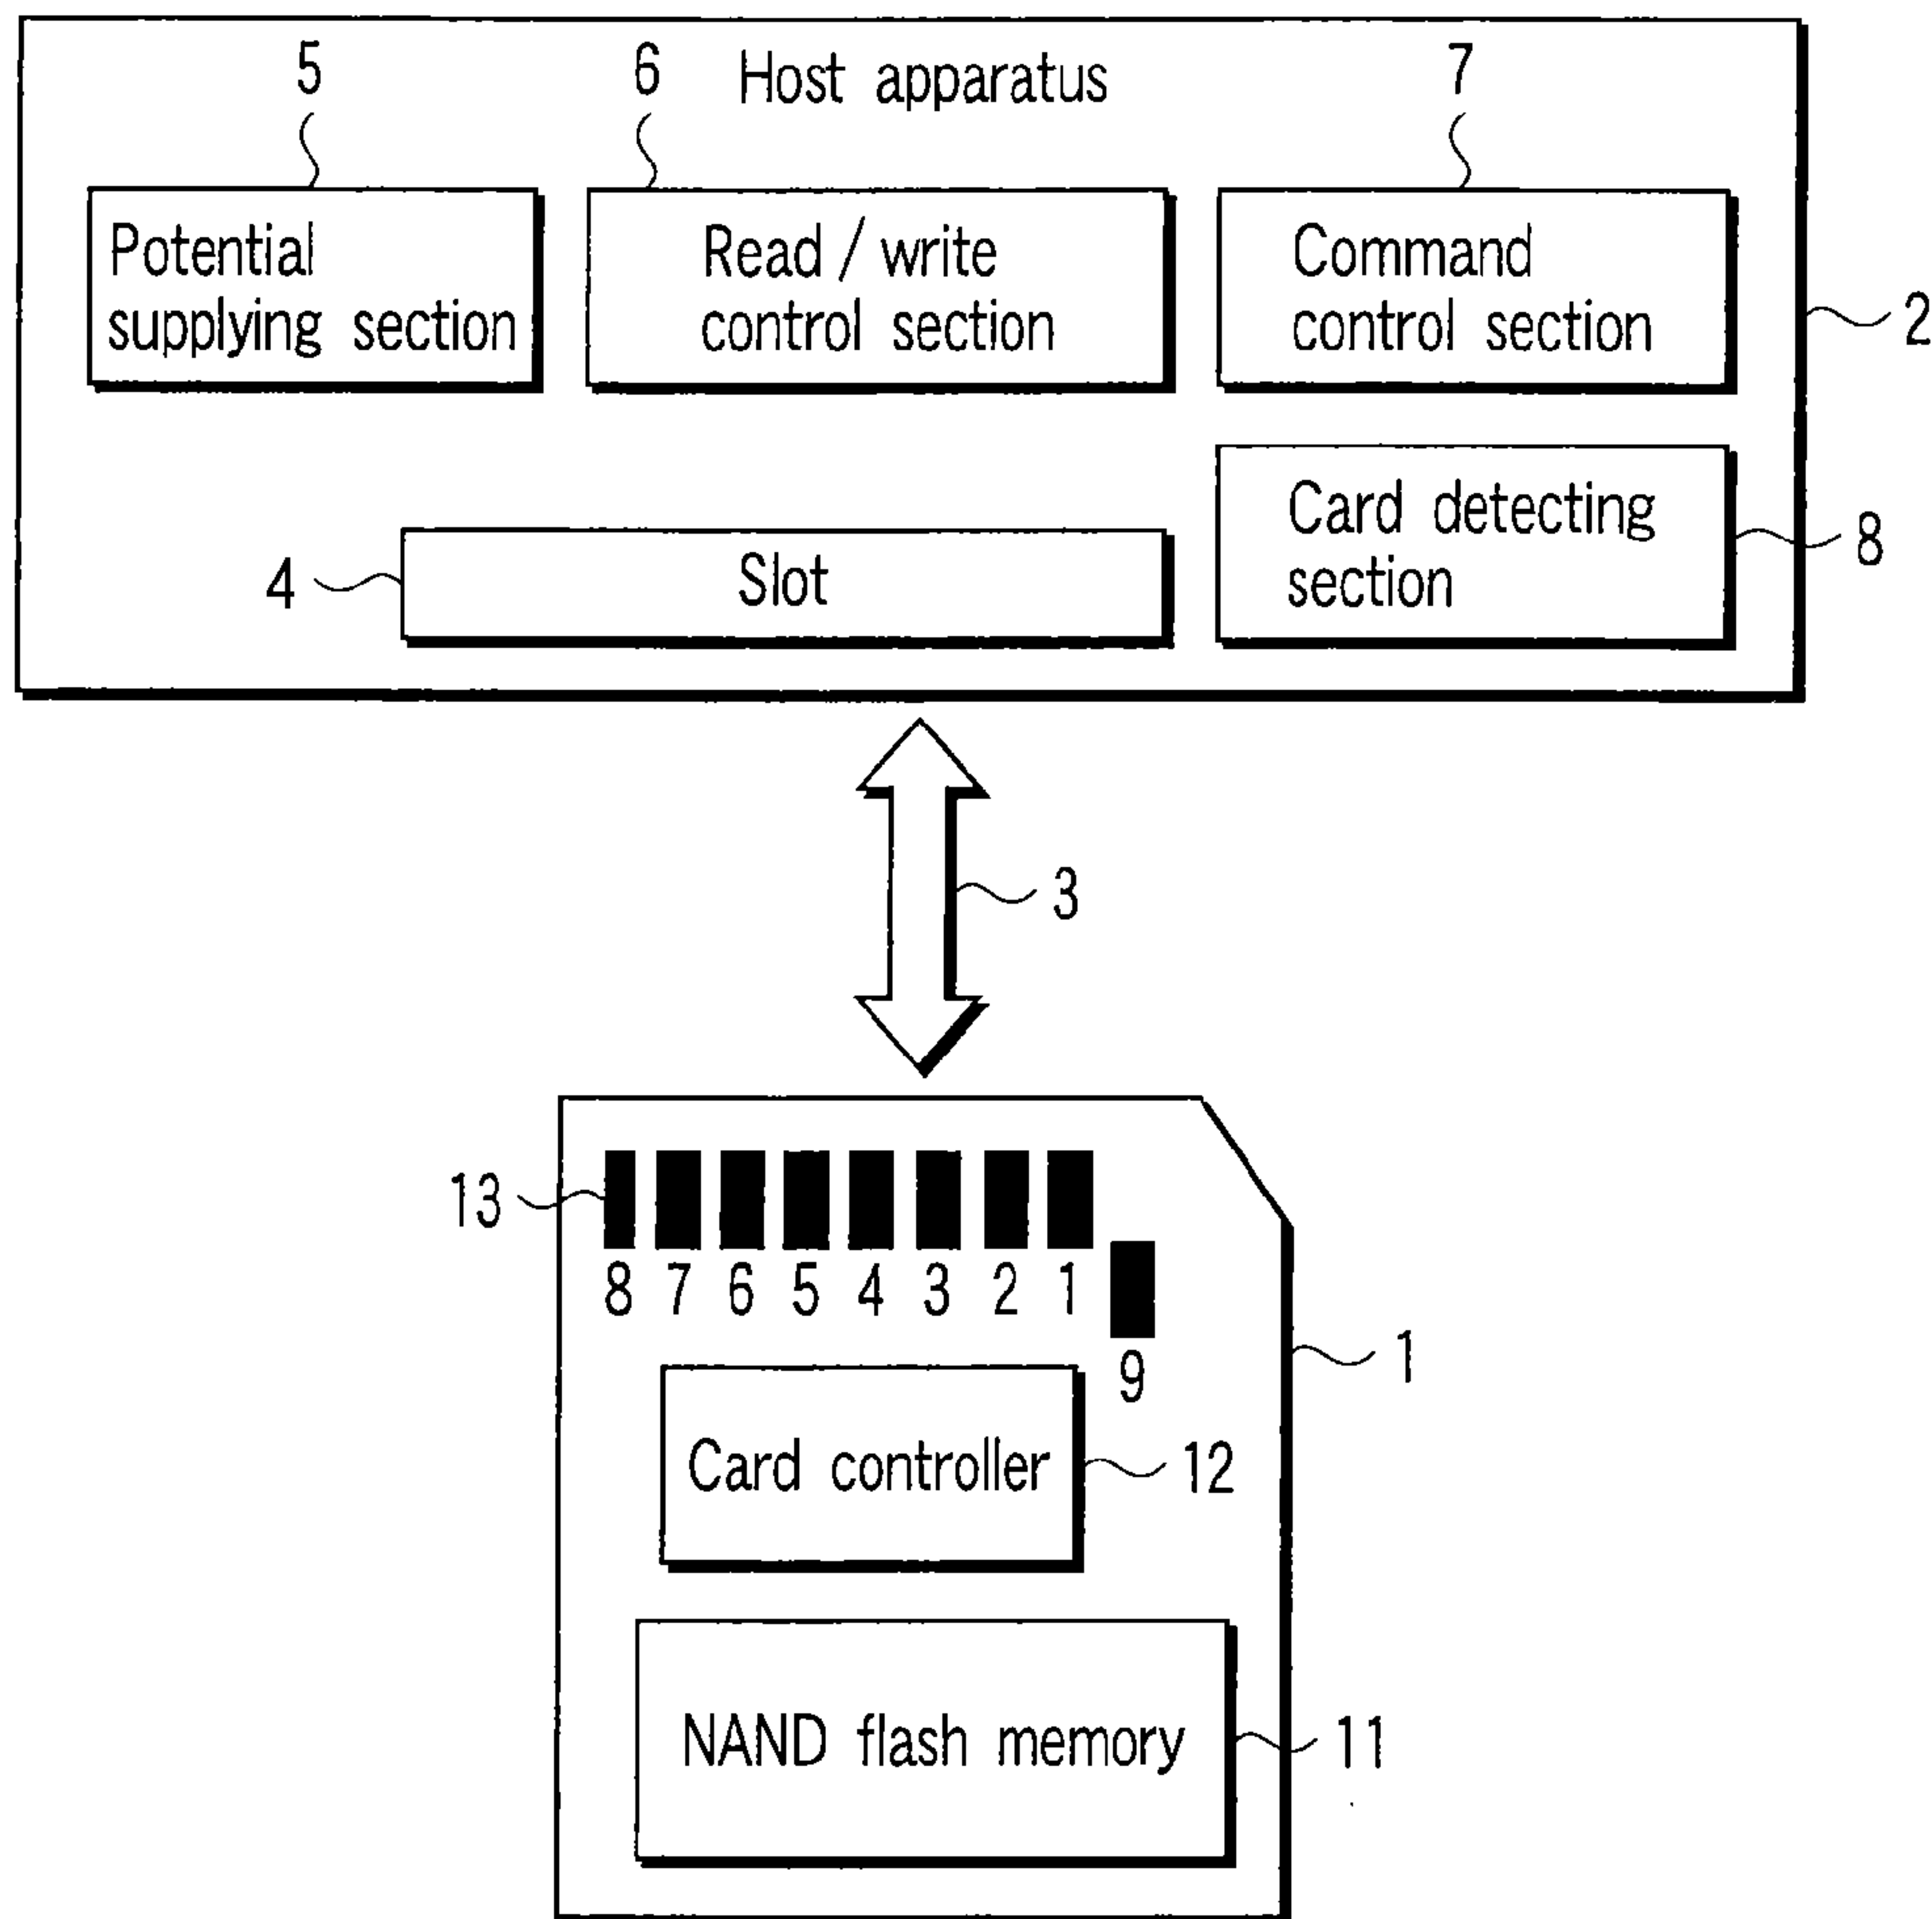 5 6 Host apparatus 7
Potential
supplying section
Read / write
control section
Command
control section
2
Card detecting
section
8
4 Slot
3
13
8 7 6 5 4 3 2 1
9
1
Card controller
12
NAND flash memory
11